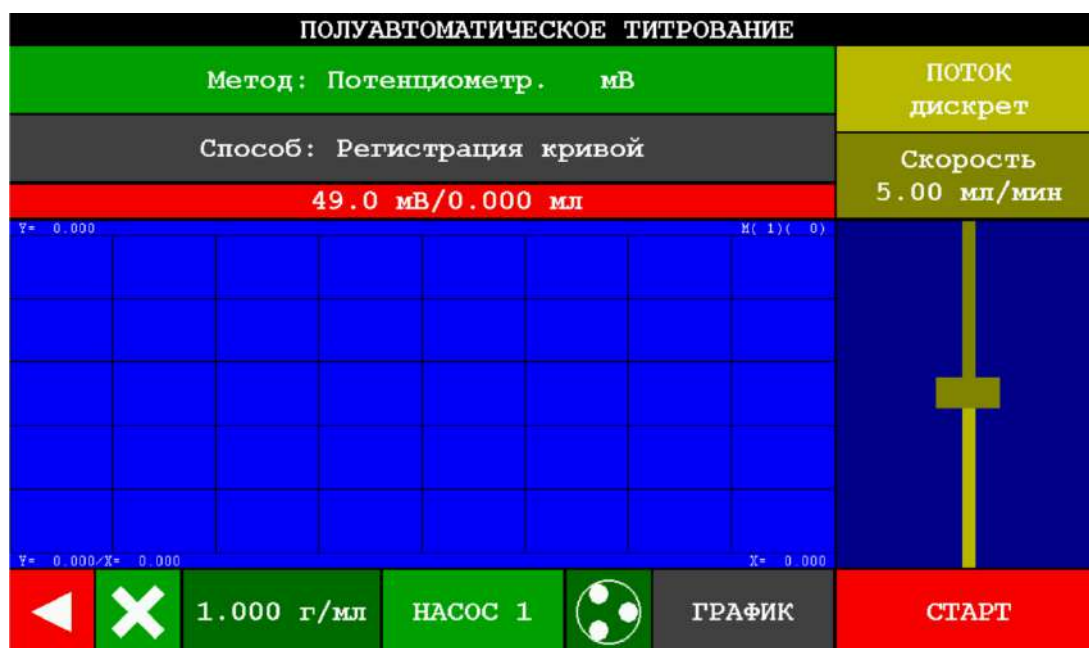 ПОЛУАВТОМАТИЧЕСКОЕ ТИТРОВАНИЕ
Метод: Потенциометр. мВ
ПОТОК
дискрет
Способ: Регистрация кривой
Скорость
5.00 мл/мин
49.0 мВ/0.000 мл
Y= 0.000
M( 1)( 0)
Y= 0.000/X= 0.000
X= 0.000
1.000 г/мл
НАСОС 1
ГРАФИК
СТАРТ